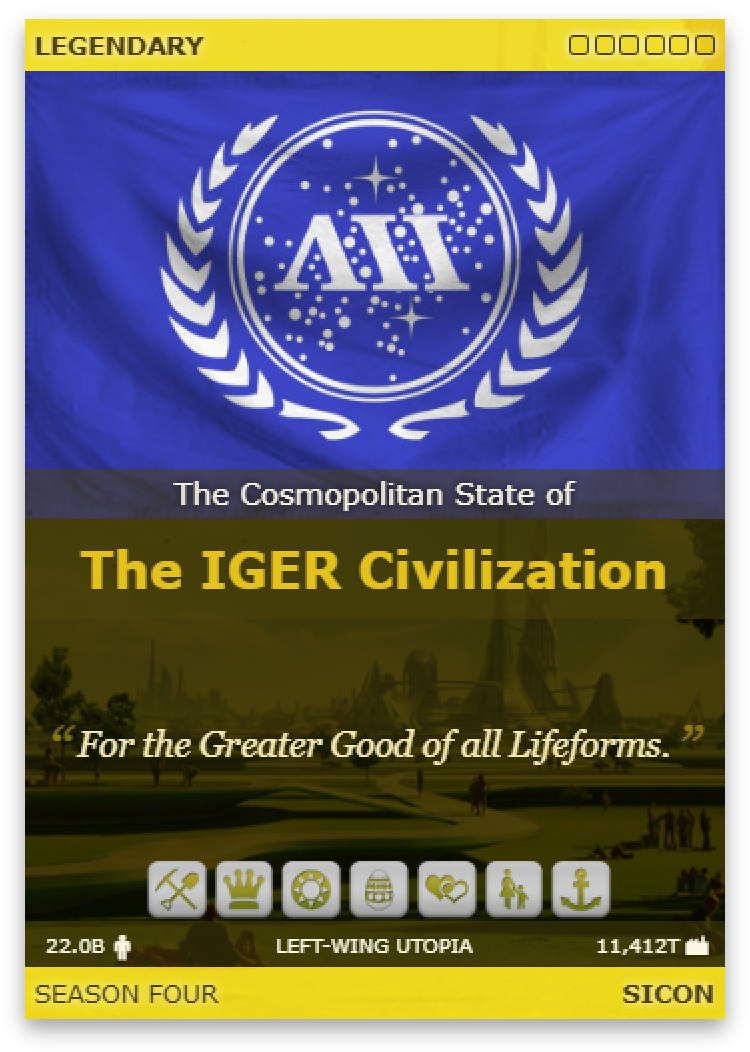 LEGENDARY
ΛII
The Cosmopolitan State of
The IGER Civilization
“For the Greater Good of all Lifeforms.”
22.0B LEFT-WING UTOPIA 11,412T
SEASON FOUR SICON